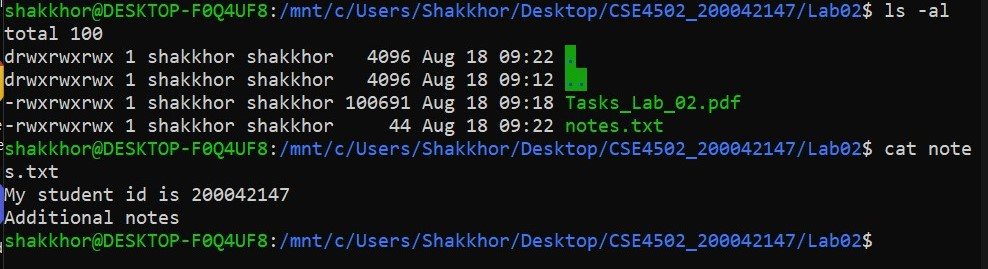 shakkhor@DESKTOP-F0Q4UF8:/mnt/c/Users/Shakkhor/Desktop/CSE4502_200042147/Lab02$ ls -al
total 100
drwxrwxrwx 1 shakkhor shakkhor   4096 Aug 18 09:22 .
drwxrwxrwx 1 shakkhor shakkhor   4096 Aug 18 09:12 ..
-rwxrwxrwx 1 shakkhor shakkhor 100691 Aug 18 09:18 Tasks_Lab_02.pdf
-rwxrwxrwx 1 shakkhor shakkhor     44 Aug 18 09:22 notes.txt
shakkhor@DESKTOP-F0Q4UF8:/mnt/c/Users/Shakkhor/Desktop/CSE4502_200042147/Lab02$ cat note
s.txt
My student id is 200042147
Additional notes
shakkhor@DESKTOP-F0Q4UF8:/mnt/c/Users/Shakkhor/Desktop/CSE4502_200042147/Lab02$